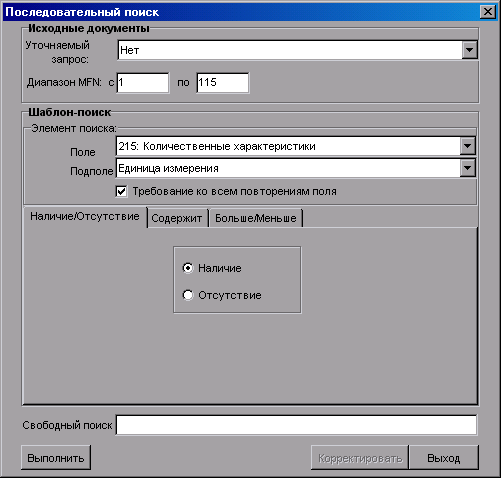 Последовательный поиск
Исходные документы
Уточняемый запрос: Нет
Диапазон MFN: с 1 по 115
Шаблон-поиск
Элемент поиска:
Поле 215: Количественные характеристики
Подполе Единица измерения
Требование ко всем повторениям поля
Наличие/Отсутствие Содержит Больше/Меньше
Наличие
Отсутствие
Свободный поиск
Выполнить Корректировать Выход